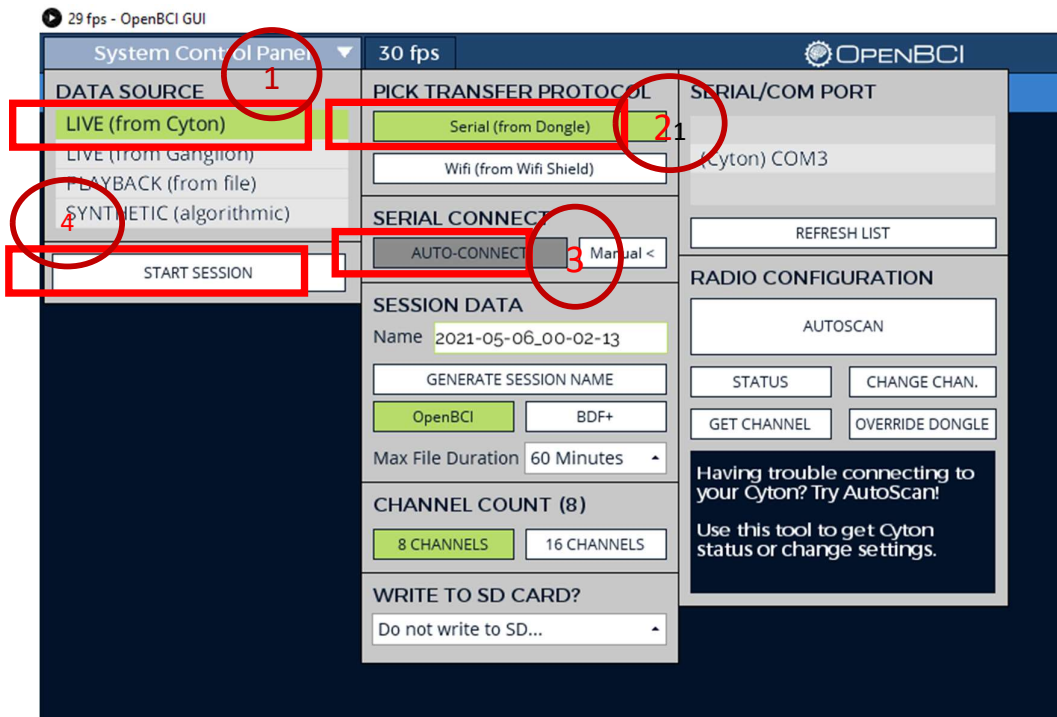 29 fps - OpenBCI GUI
System Control Panel
30 fps
OPENBCI
1
DATA SOURCE
LIVE (from Cyton)
LIVE (from Ganglion)
PLAYBACK (from file)
SYNTHETIC (algorithmic)
4
START SESSION
PICK TRANSFER PROTOCOL
Serial (from Dongle)
2
1
Wifi (from Wifi Shield)
SERIAL CONNECT
AUTO-CONNECT
3
Manual <
SESSION DATA
Name 2021-05-06_00-02-13
GENERATE SESSION NAME
OpenBCI
BDF+
Max File Duration 60 Minutes
CHANNEL COUNT (8)
8 CHANNELS
16 CHANNELS
WRITE TO SD CARD?
Do not write to SD...
SERIAL/COM PORT
(Cyton) COM3
REFRESH LIST
RADIO CONFIGURATION
AUTOSCAN
STATUS
CHANGE CHAN.
GET CHANNEL
OVERRIDE DONGLE
Having trouble connecting to
your Cyton? Try AutoScan!
Use this tool to get Cyton
status or change settings.